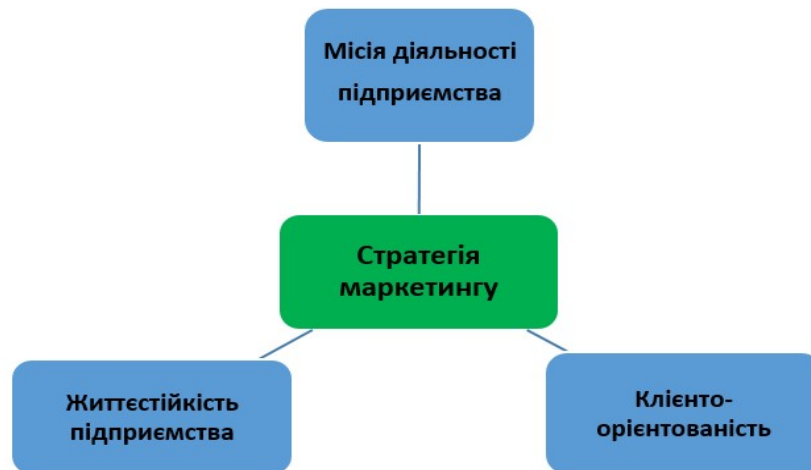 Місія діяльності
підприємства
Стратегія
маркетингу
Життєстійкість
підприємства
Клієнто-
орієнтованість